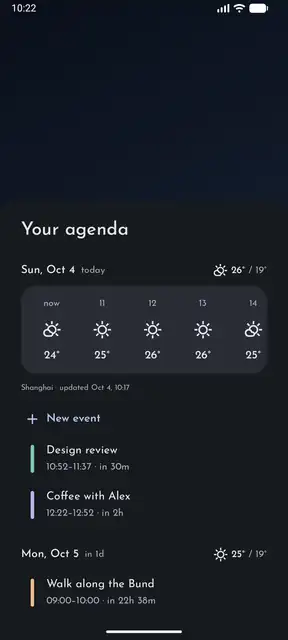 10:22
Your agenda
Sun, Oct 4 today 26° / 19°
now 11 12 13 14
24° 25° 26° 26° 25°
Shanghai · updated Oct 4, 10:17
+ New event
Design review
10:52–11:37 · in 30m
Coffee with Alex
12:22–12:52 · in 2h
Mon, Oct 5 in 1d 25° / 19°
Walk along the Bund
09:00–10:00 · in 22h 38m